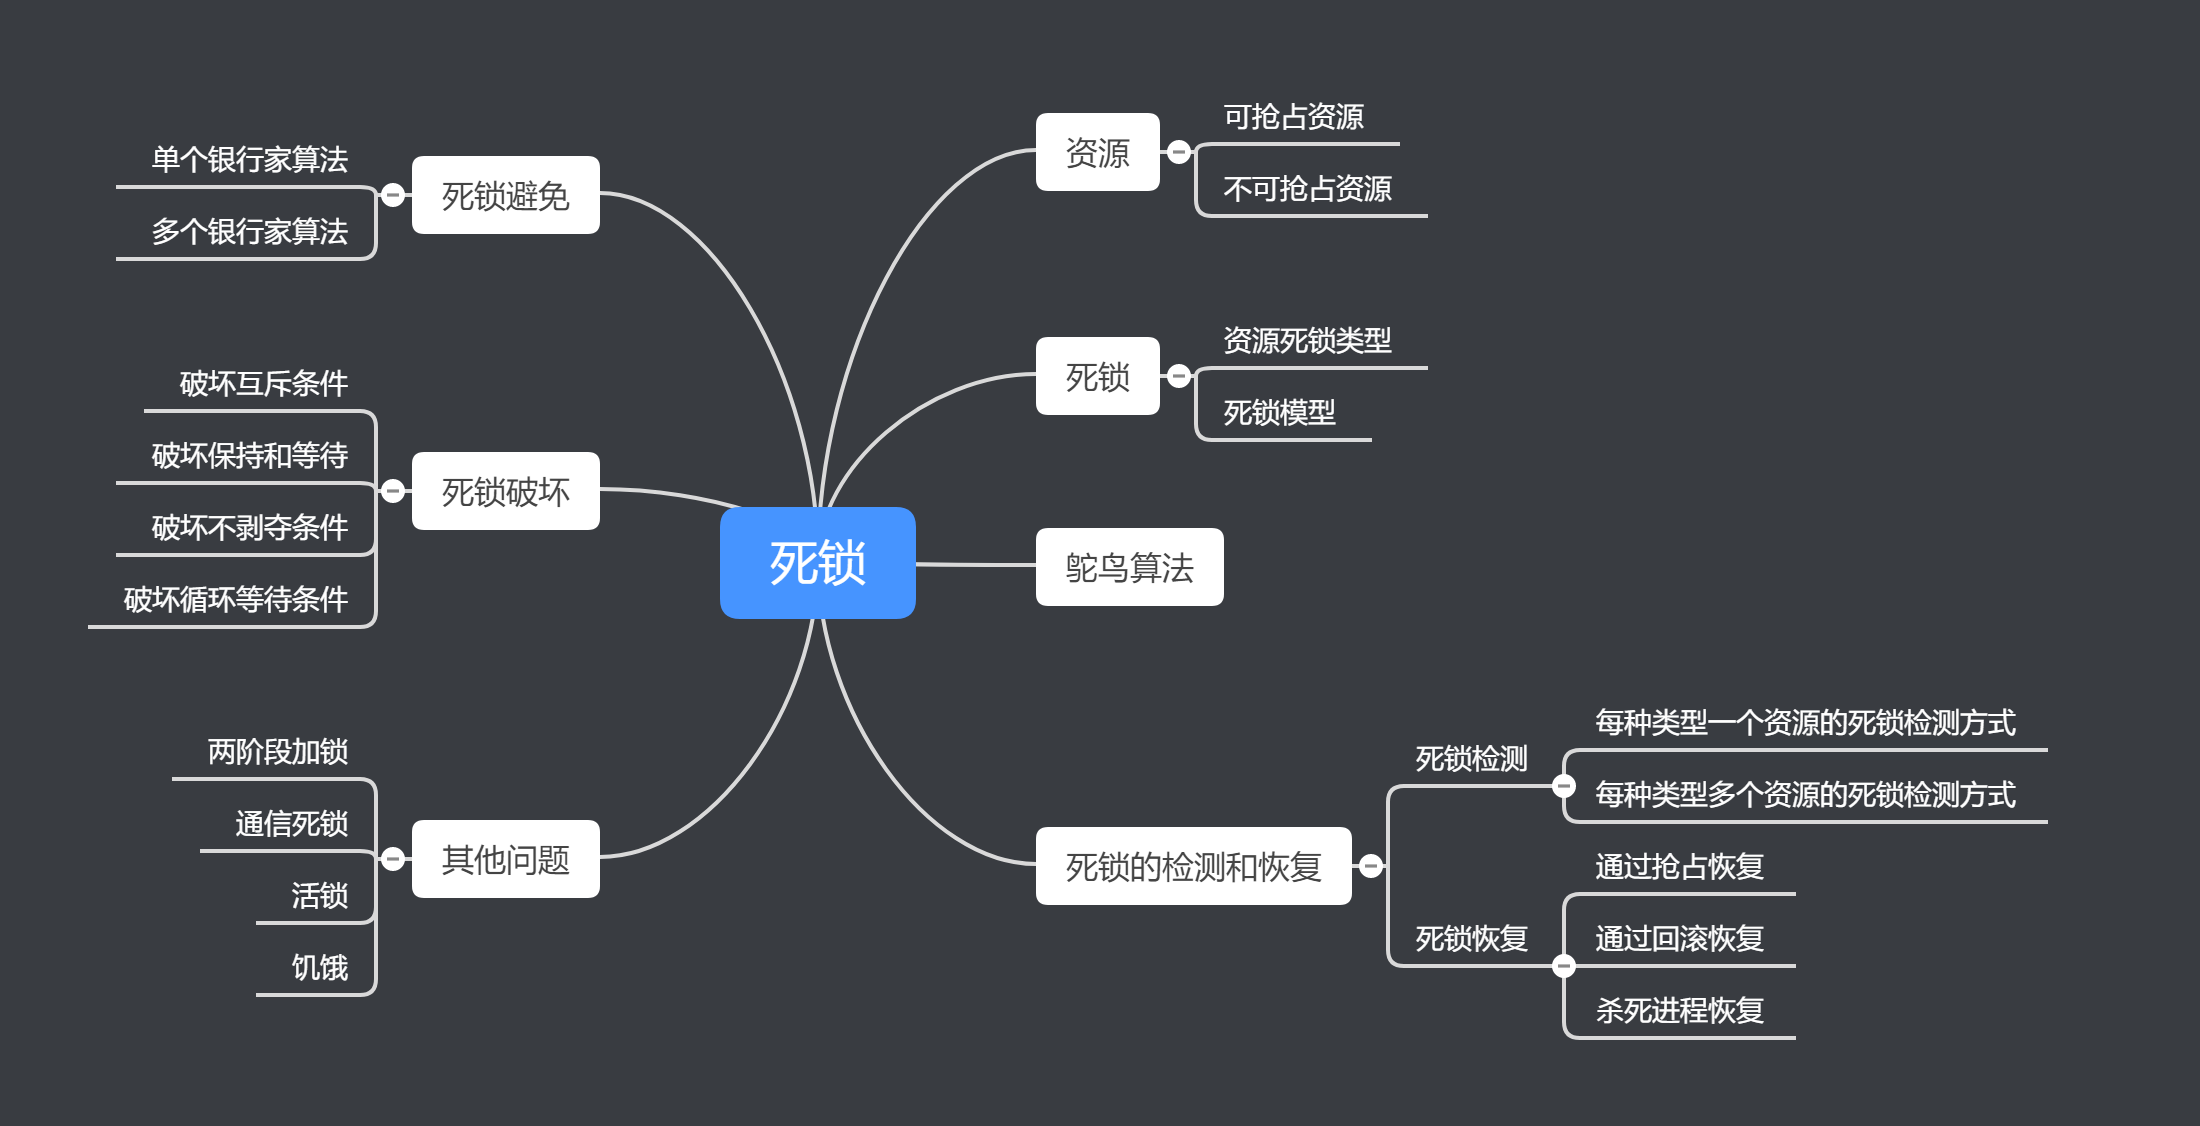 死锁
资源
可抢占资源
不可抢占资源
死锁
资源死锁类型
死锁模型
鸵鸟算法
死锁的检测和恢复
死锁检测
每种类型一个资源的死锁检测方式
每种类型多个资源的死锁检测方式
死锁恢复
通过抢占恢复
通过回滚恢复
杀死进程恢复
死锁避免
单个银行家算法
多个银行家算法
死锁破坏
破坏互斥条件
破坏保持和等待
破坏不剥夺条件
破坏循环等待条件
其他问题
两阶段加锁
通信死锁
活锁
饥饿